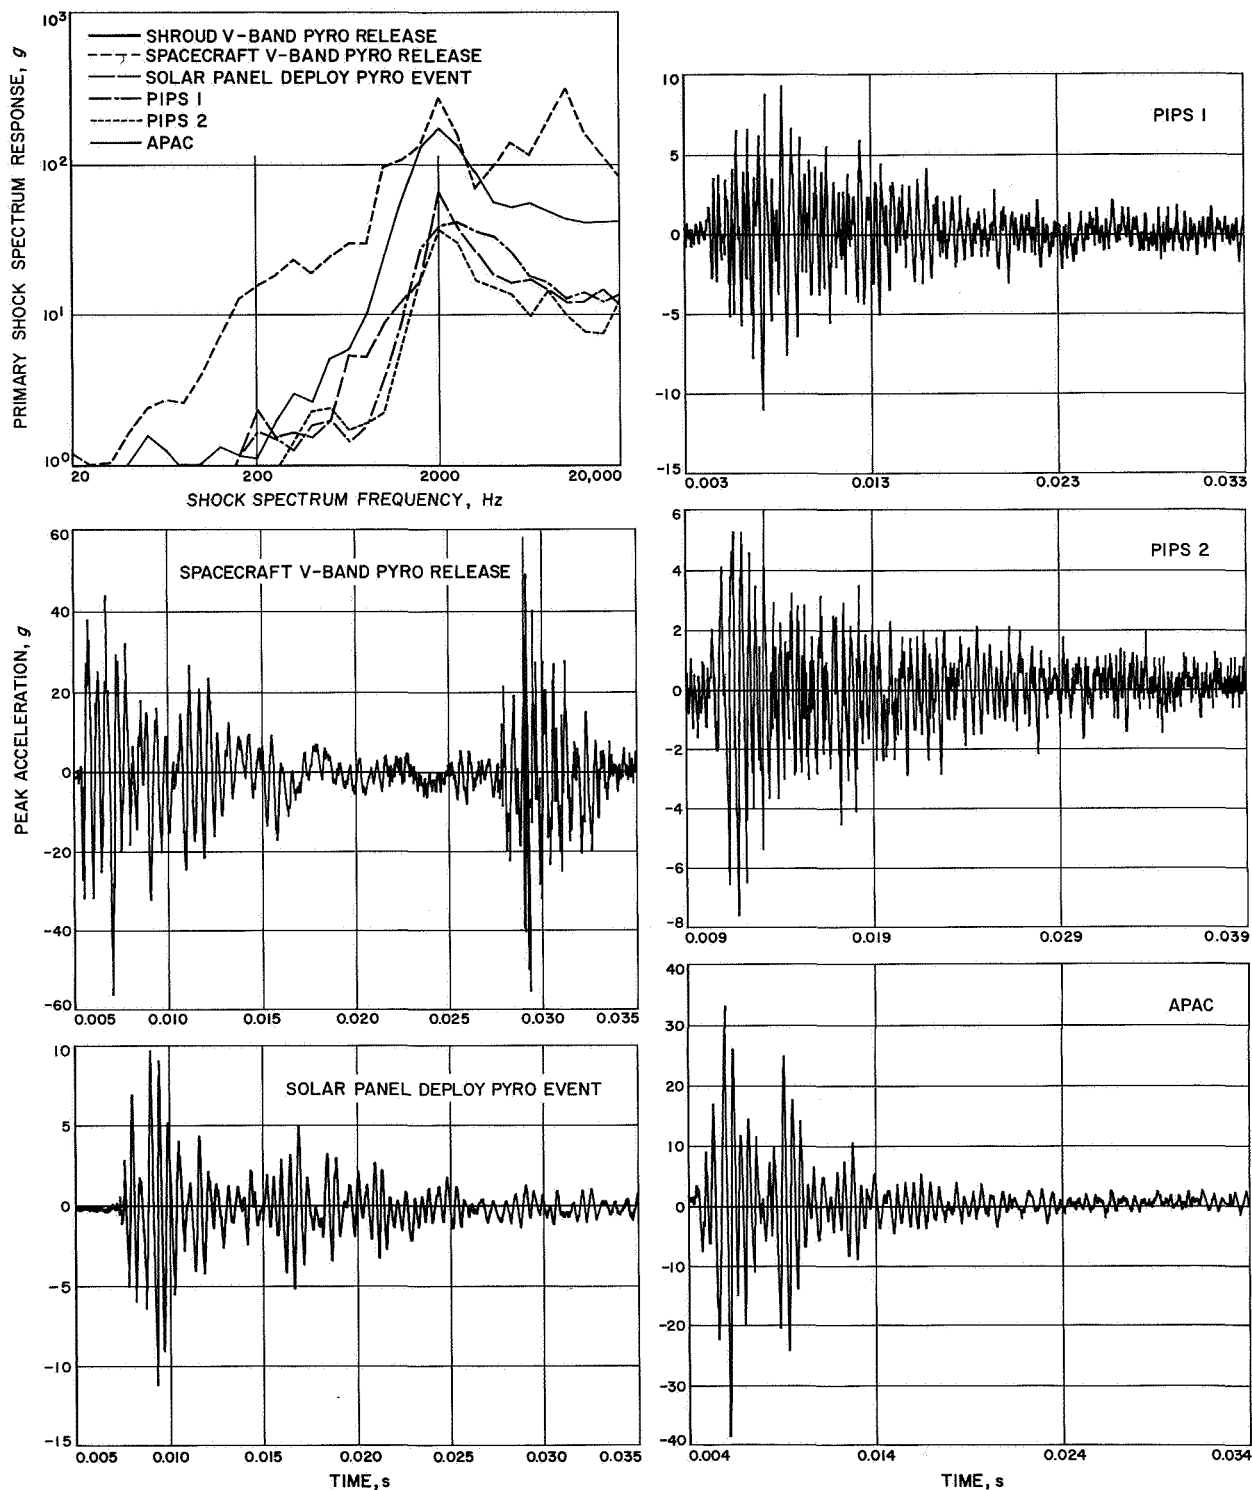 PRIMARY SHOCK SPECTRUM RESPONSE, g
10³
10²
10¹
10⁰
SHROUD V-BAND PYRO RELEASE
SPACECRAFT V-BAND PYRO RELEASE
SOLAR PANEL DEPLOY PYRO EVENT
PIPS 1
PIPS 2
APAC
20 200 2000 20,000
SHOCK SPECTRUM FREQUENCY, Hz
PEAK ACCELERATION, g
60
40
20
0
-20
-40
-60
SPACECRAFT V-BAND PYRO RELEASE
0.005 0.010 0.015 0.020 0.025 0.030 0.035
10
5
0
-5
-10
-15
SOLAR PANEL DEPLOY PYRO EVENT
0.005 0.010 0.015 0.020 0.025 0.030 0.035
TIME, s
10
5
0
-5
-10
-15
PIPS 1
0.003 0.013 0.023 0.033
6
4
2
0
-2
-4
-6
-8
PIPS 2
0.009 0.019 0.029 0.039
40
30
20
10
0
-10
-20
-30
-40
APAC
0.004 0.014 0.024 0.034
TIME, s